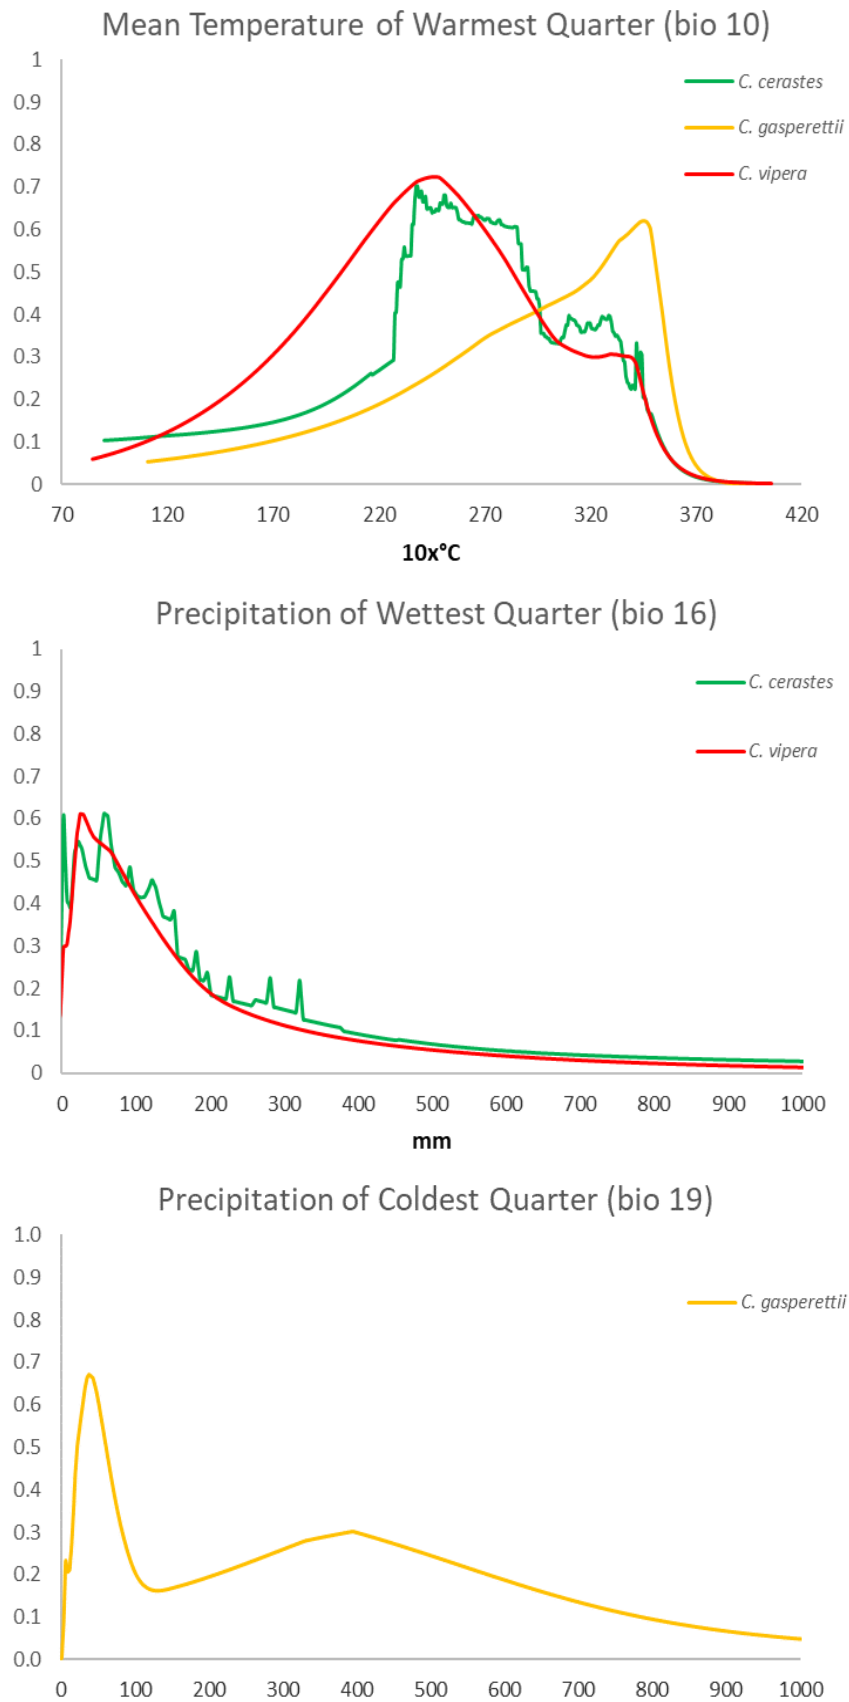 Mean Temperature of Warmest Quarter (bio 10)
1
0.9
0.8
0.7
0.6
0.5
0.4
0.3
0.2
0.1
0
C. cerastes
C. gasperettii
C. vipera
70 120 170 220 270 320 370 420
10x°C
Precipitation of Wettest Quarter (bio 16)
1
0.9
0.8
0.7
0.6
0.5
0.4
0.3
0.2
0.1
0
C. cerastes
C. vipera
0 100 200 300 400 500 600 700 800 900 1000
mm
Precipitation of Coldest Quarter (bio 19)
1.0
0.9
0.8
0.7
0.6
0.5
0.4
0.3
0.2
0.1
0.0
C. gasperettii
0 100 200 300 400 500 600 700 800 900 1000